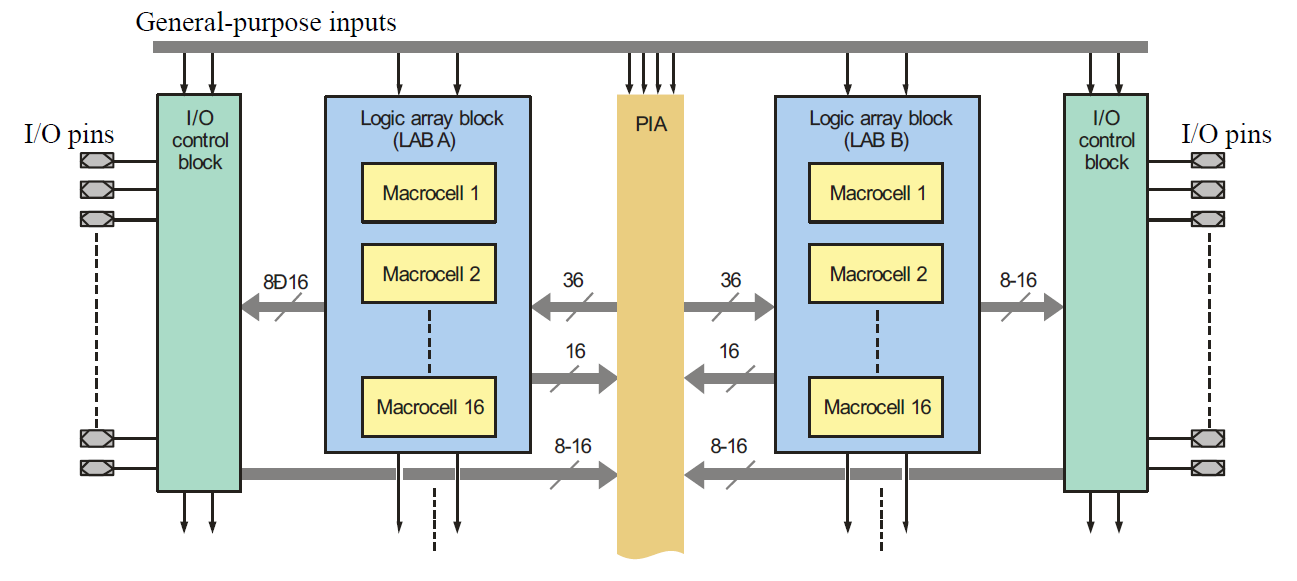 General-purpose inputs
I/O pins
I/O
control
block
Logic array block
(LAB A)
Macrocell 1
Macrocell 2
Macrocell 16
PIA
Logic array block
(LAB B)
Macrocell 1
Macrocell 2
Macrocell 16
I/O
control
block
I/O pins
8Ð16
36
36
8-16
16
16
8-16
8-16